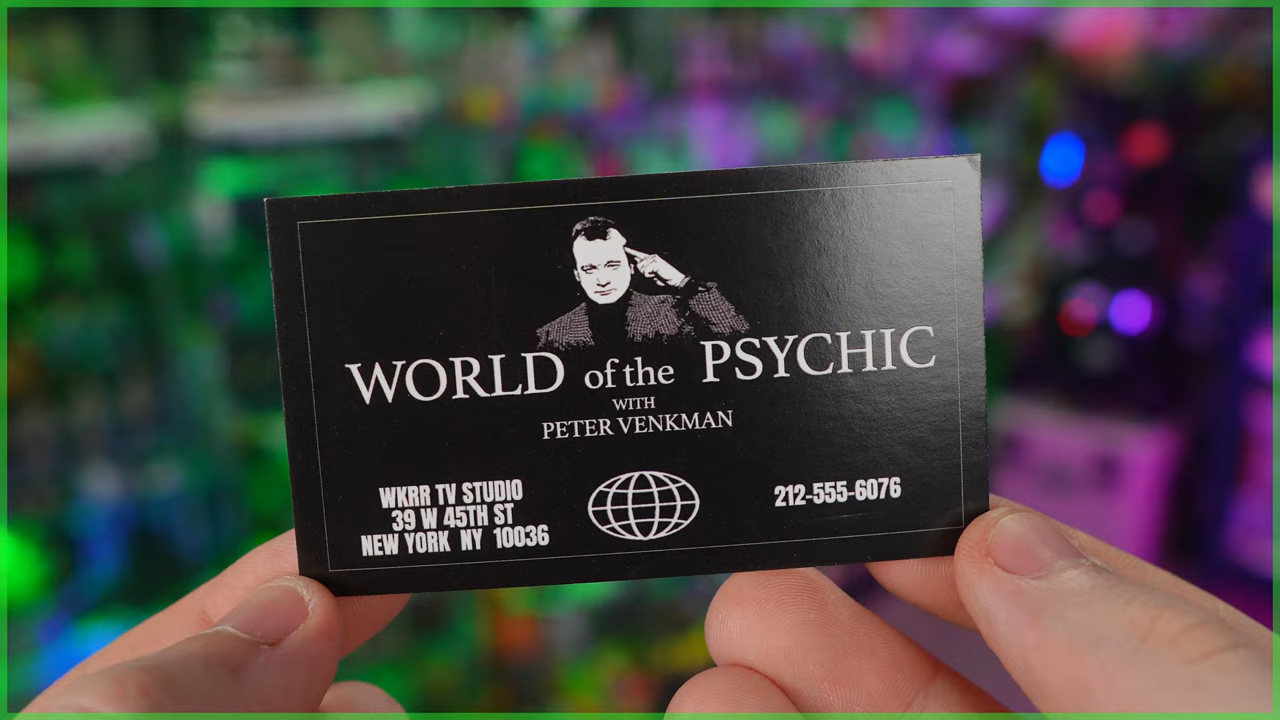 WORLD of the PSYCHIC
WITH
PETER VENKMAN
WKRR TV STUDIO
39 W 45TH ST
NEW YORK NY 10036
212-555-6076